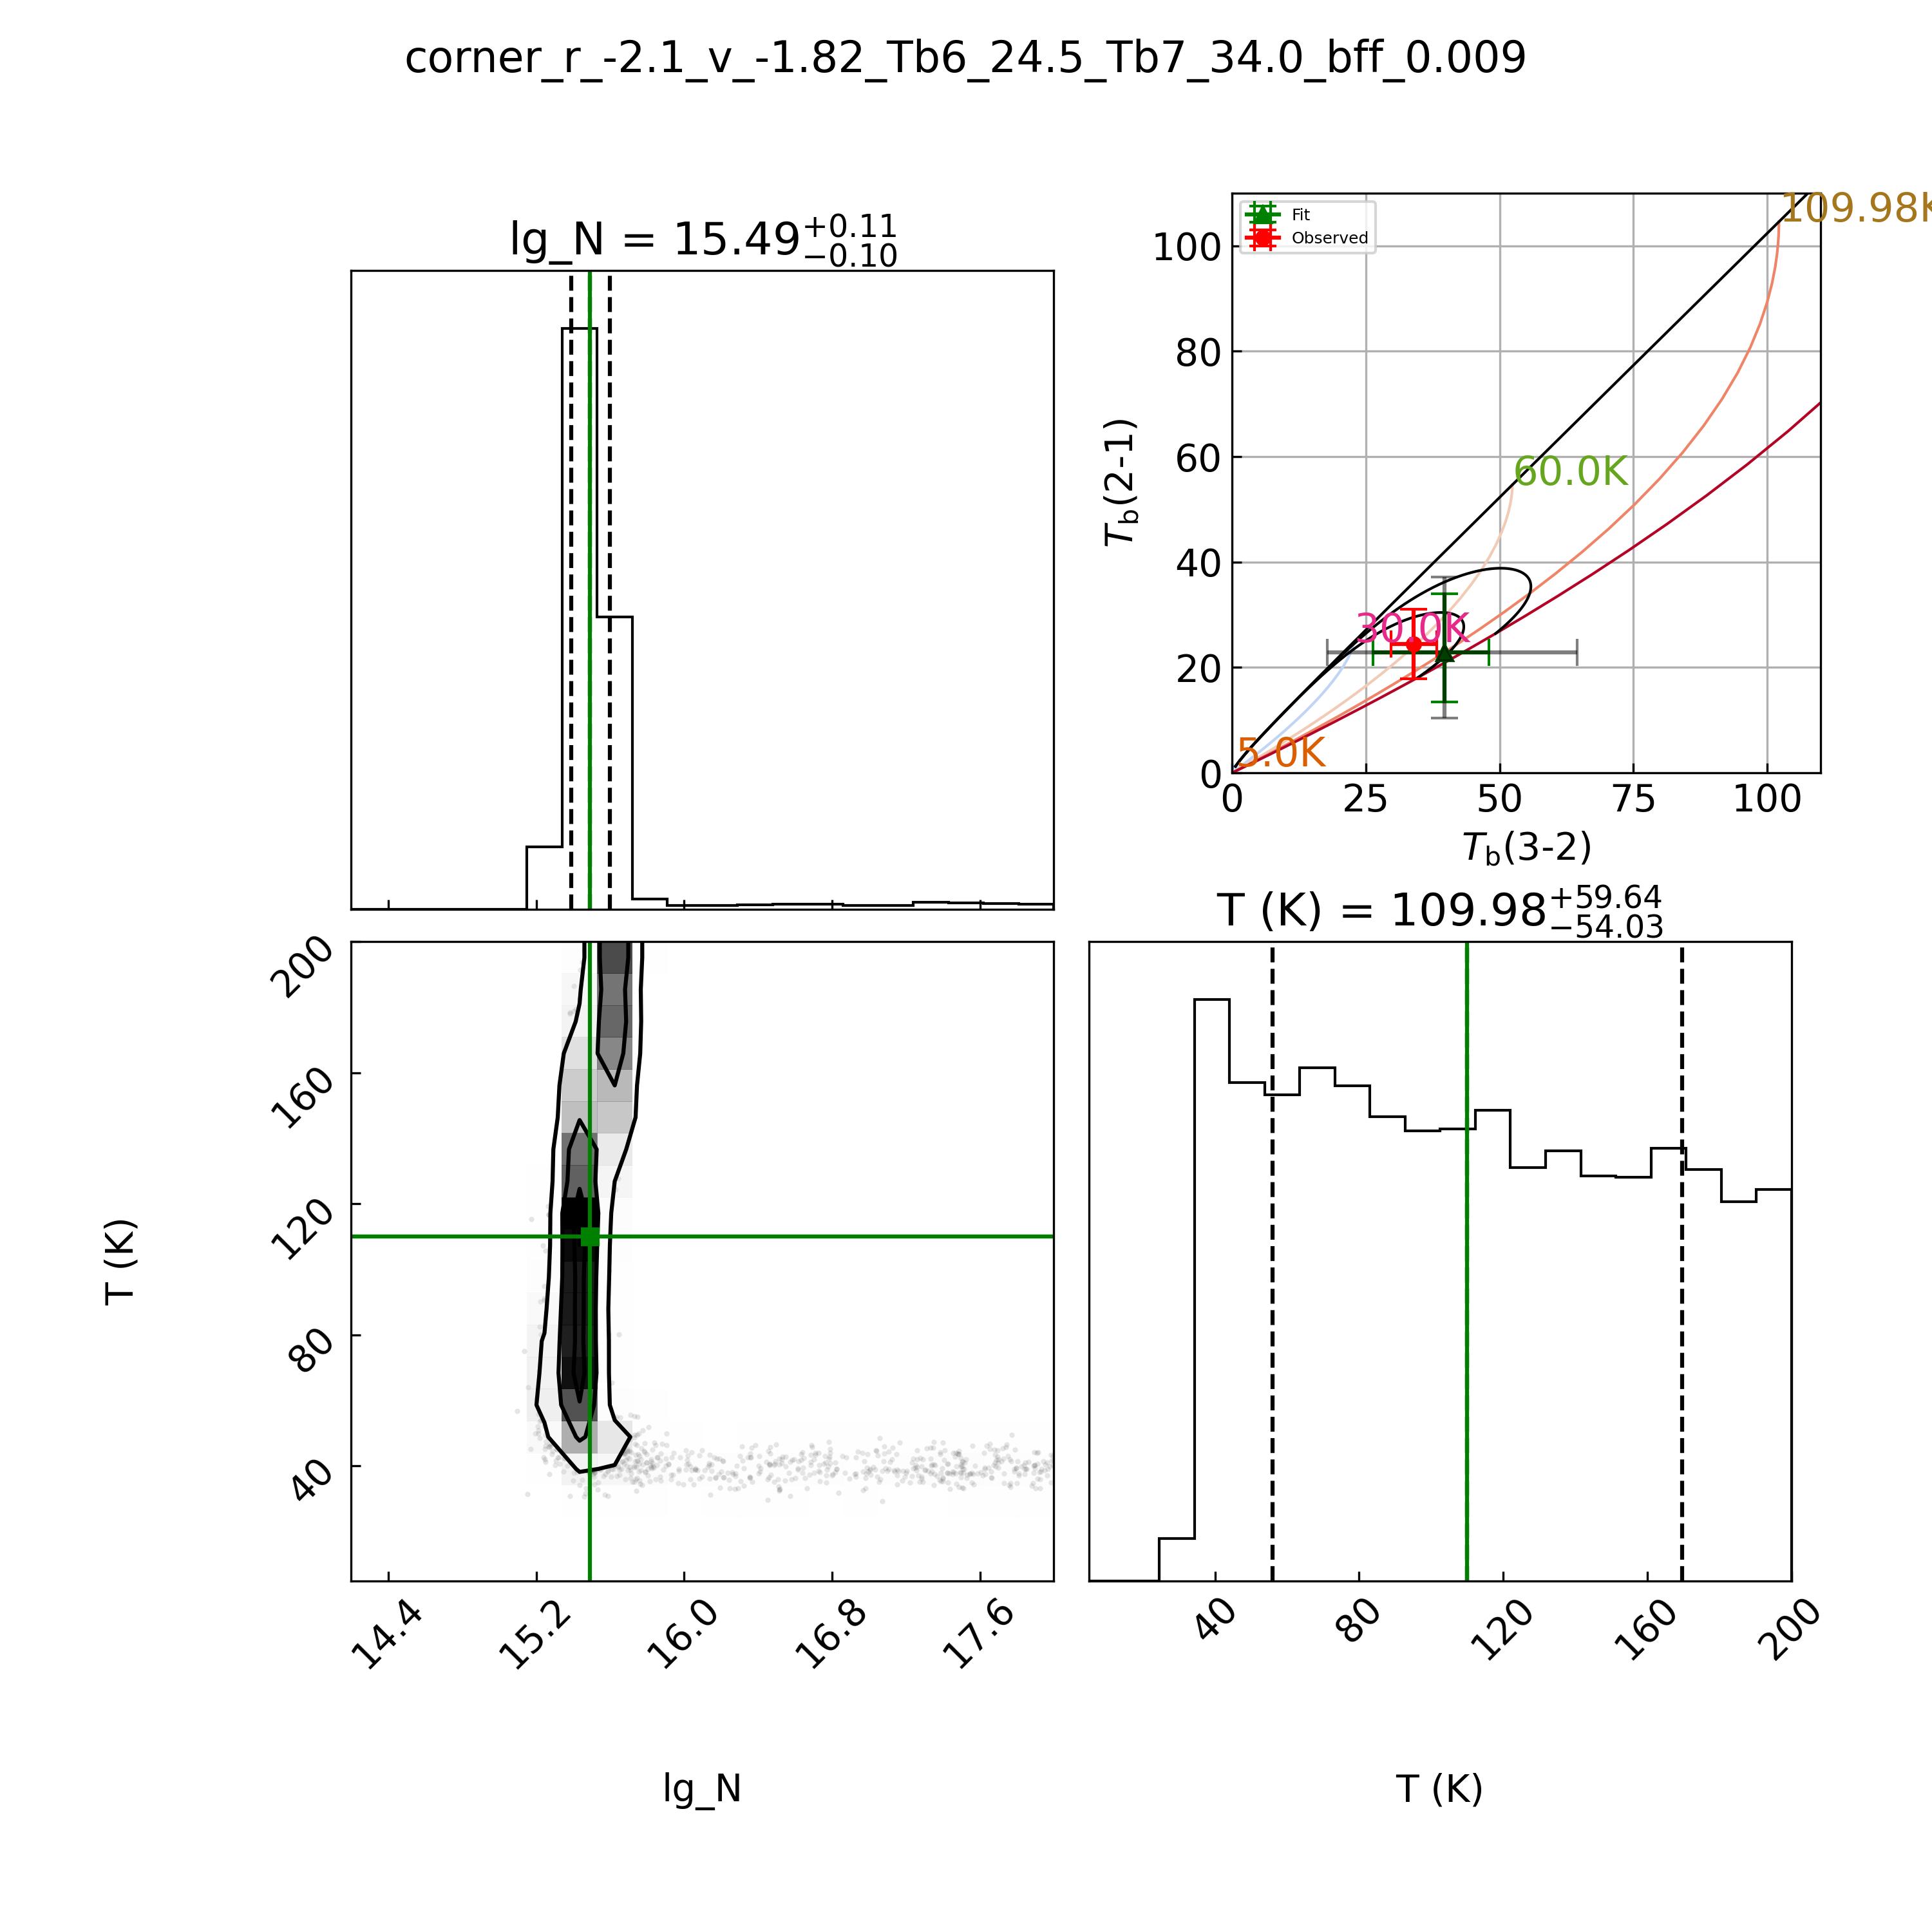 corner_r_-2.1_v_-1.82_Tb6_24.5_Tb7_34.0_bff_0.009
lg_N = 15.49+0.11−0.10
109.98K
Fit
Observed
100
80
60
40
20
0
60.0K
30.0K
5.0K
0 25 50 75 100
Tb(2-1)
Tb(3-2)
T (K) = 109.98+59.64−54.03
200
160
120
80
40
T (K)
14.4 15.2 16.0 16.8 17.6
40 80 120 160 200
lg_N
T (K)